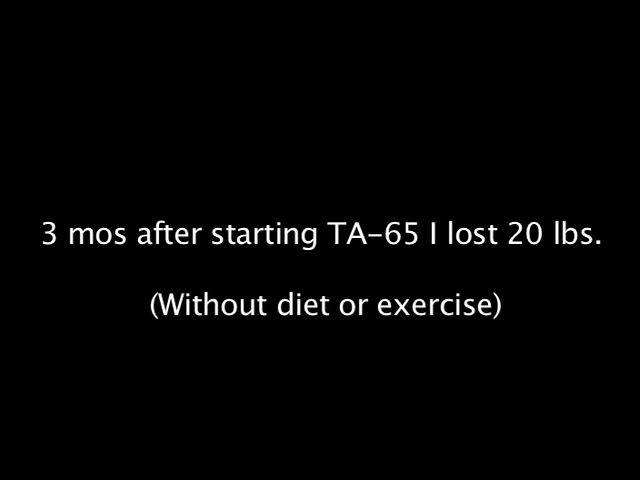 3 mos after starting TA-65 I lost 20 lbs.
(Without diet or exercise)